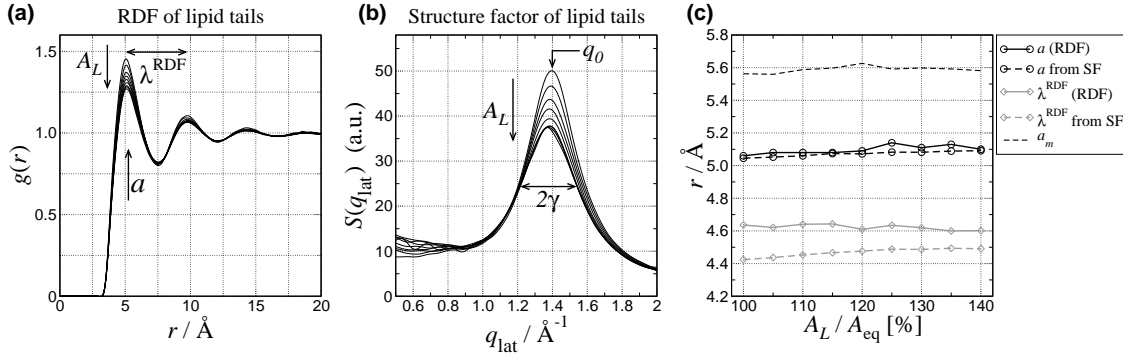 (a) RDF of lipid tails
1.5
1.0
0.5
0
g(r)
A_L
λ^RDF
a
0 5 10 15 20
r / Å
(b) Structure factor of lipid tails
50
40
30
20
10
0
S(q_lat) (a.u.)
q_0
A_L
2γ
0.6 0.8 1.0 1.2 1.4 1.6 1.8 2
q_lat / Å^-1
(c)
5.8
5.6
5.4
5.2
5.0
4.8
4.6
4.4
4.2
r / Å
100 110 120 130 140
A_L / A_eq [%]
a (RDF)
a from SF
λ^RDF (RDF)
λ^RDF from SF
a_m